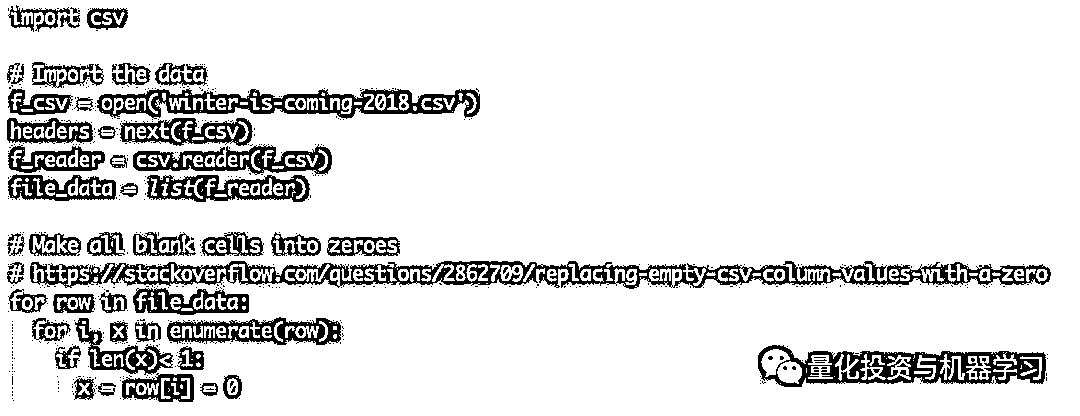 import csv
# Import the data
f_csv = open('winter-is-coming-2018.csv')
headers = next(f_csv)
f_reader = csv.reader(f_csv)
file_data = list(f_reader)
# Make all blank cells into zeroes
# https://stackoverflow.com/questions/2862709/replacing-empty-csv-column-values-with-a-zero
for row in file_data:
for i, x in enumerate(row):
if len(x)< 1:
x = row[i] = 0
量化投资与机器学习